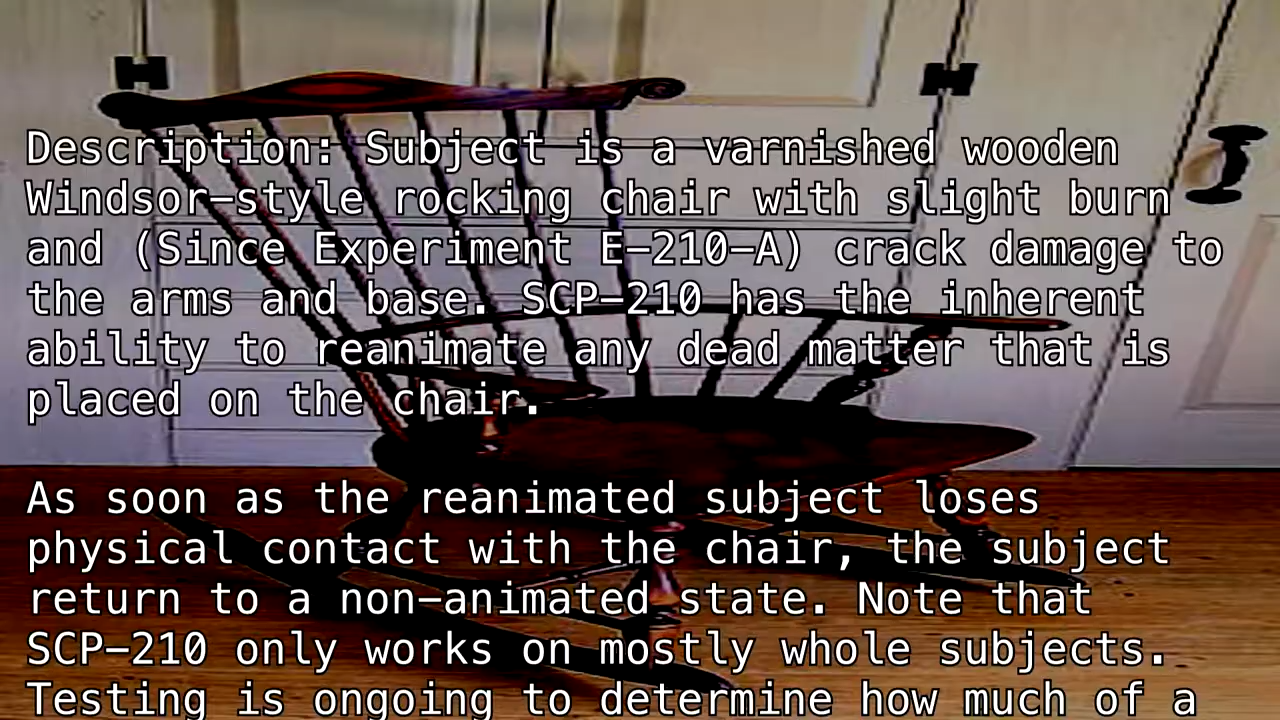 Description: Subject is a varnished wooden
Windsor-style rocking chair with slight burn
and (Since Experiment E-210-A) crack damage to
the arms and base. SCP-210 has the inherent
ability to reanimate any dead matter that is
placed on the chair.
As soon as the reanimated subject loses
physical contact with the chair, the subject
return to a non-animated state. Note that
SCP-210 only works on mostly whole subjects.
Testing is ongoing to determine how much of a